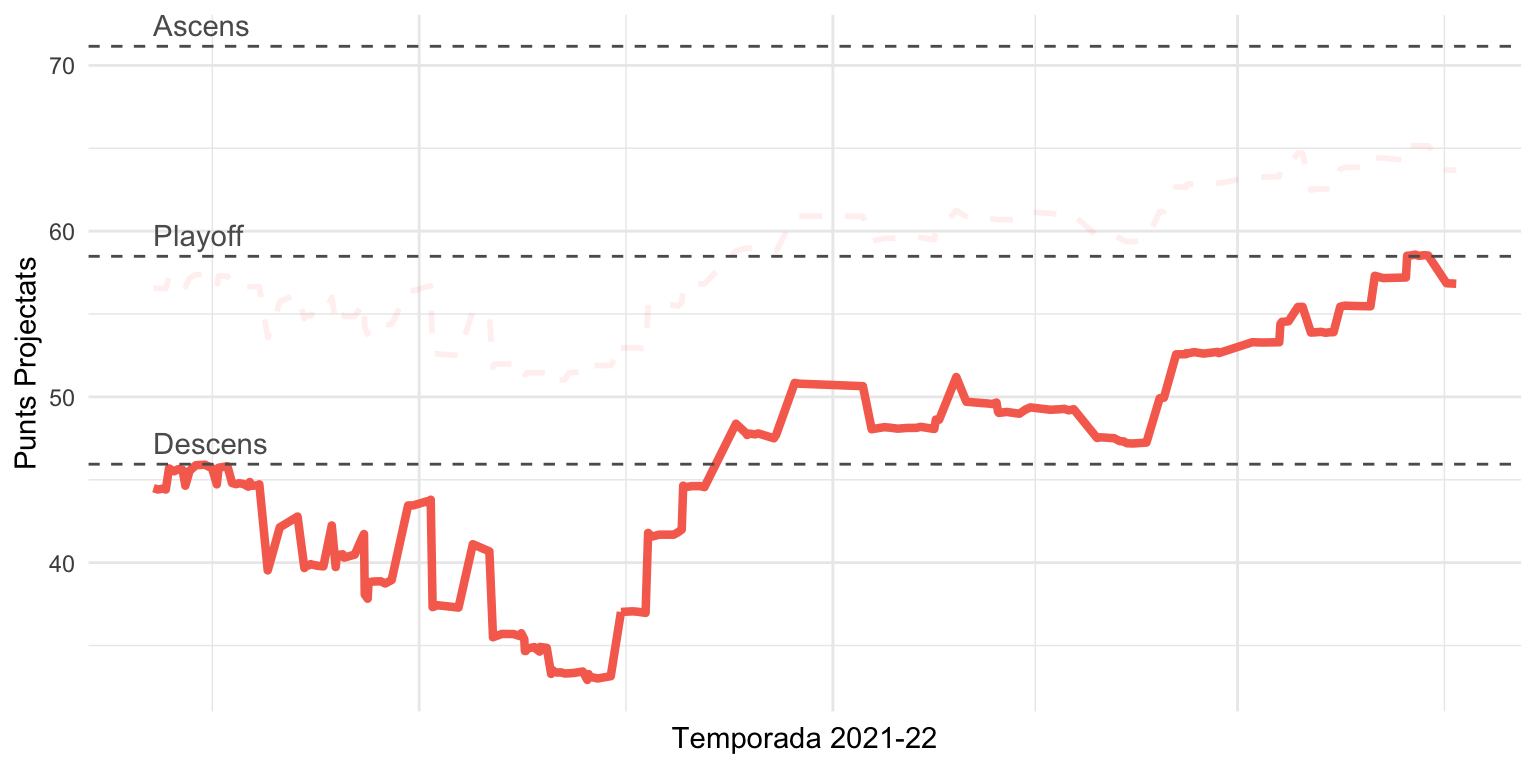 Ascens
70
Playoff
60
50
Descens
40
Punts Projectats
Temporada 2021-22